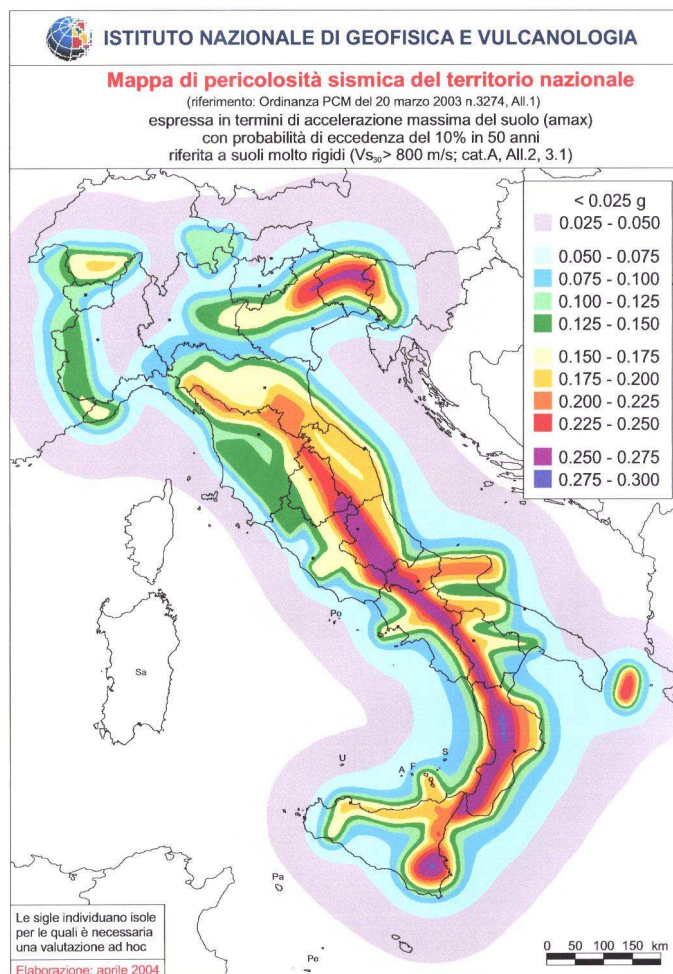 ISTITUTO NAZIONALE DI GEOFISICA E VULCANOLOGIA
Mappa di pericolosità sismica del territorio nazionale
(riferimento: Ordinanza PCM del 20 marzo 2003 n.3274, All.1)
espressa in termini di accelerazione massima del suolo (amax)
con probabilità di eccedenza del 10% in 50 anni
riferita a suoli molto rigidi (Vs30> 800 m/s; cat.A, All.2, 3.1)
< 0.025 g
0.025 - 0.050
0.050 - 0.075
0.075 - 0.100
0.100 - 0.125
0.125 - 0.150
0.150 - 0.175
0.175 - 0.200
0.200 - 0.225
0.225 - 0.250
0.250 - 0.275
0.275 - 0.300
Po
Sa
U
A
F
S
Pa
Pe
Le sigle individuano isole
per le quali è necessaria
una valutazione ad hoc
Elaborazione: aprile 2004
0 50 100 150 km